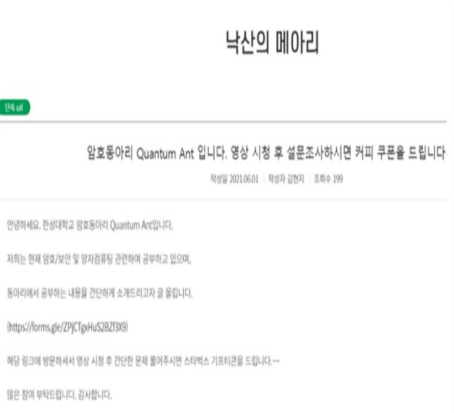 낙산의 메아리
단축 url
암호동아리 Quantum Ant 입니다. 영상 시청 후 설문조사하시면 커피 쿠폰을 드립니다
작성일 2021.06.01 작성자 김현지 조회수 199
안녕하세요. 한성대학교 암호동아리 Quantum Ant입니다.
저희는 현재 암호/보안 및 양자컴퓨팅 관련하여 공부하고 있으며,
동아리에서 공부하는 내용을 간단하게 소개드리고자 글 올립니다.
(https://forms.gle/ZPjCTgxHuS2BZf3X9)
해당 링크에 방문하셔서 영상 시청 후 간단한 문제 풀어주시면 스타벅스 기프티콘을 드립니다.~~
많은 참여 부탁드립니다. 감사합니다.